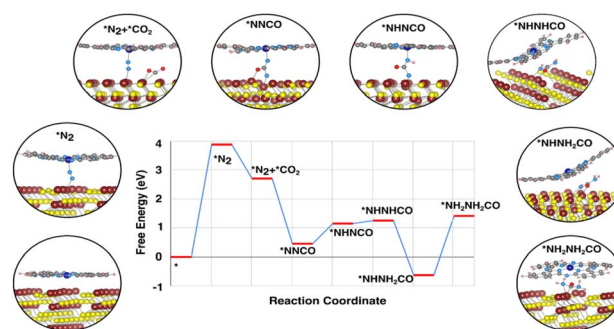 *N2+*CO2
*NNCO
*NHNCO
*NHNHCO
*N2
*NHNH2CO
*NH2NH2CO
Free Energy (eV)
4
3
2
1
0
-1
*
*N2
*N2+*CO2
*NNCO
*NHNCO
*NHNHCO
*NHNH2CO
*NH2NH2CO
Reaction Coordinate